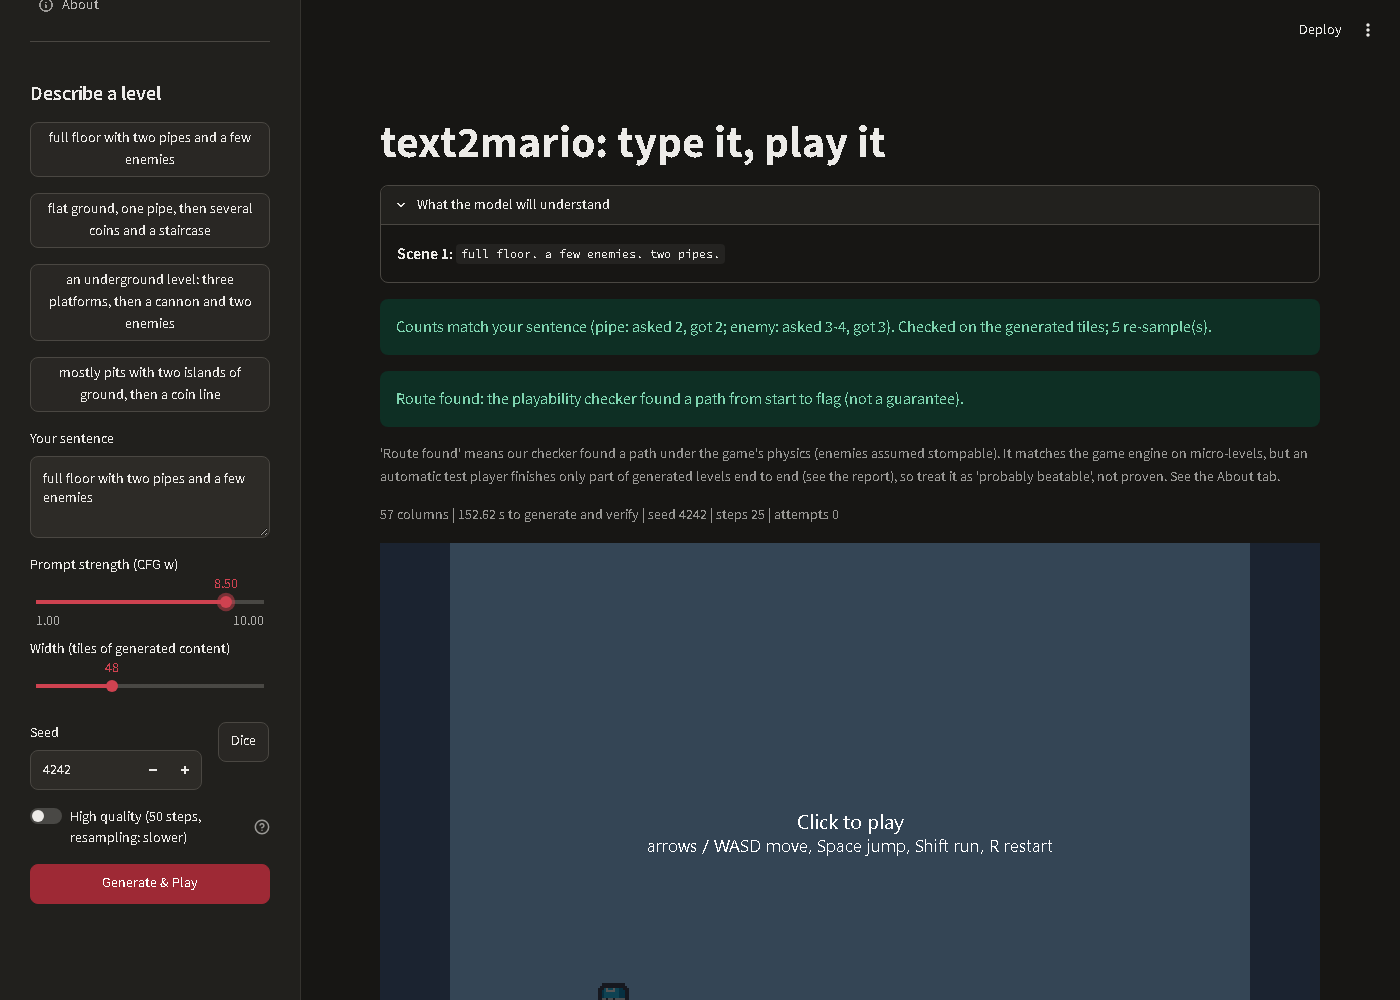 About
Describe a level
full floor with two pipes and a few
enemies
flat ground, one pipe, then several
coins and a staircase
an underground level: three
platforms, then a cannon and two
enemies
mostly pits with two islands of
ground, then a coin line
Your sentence
full floor with two pipes and a few
enemies
Prompt strength (CFG w)
8.50
1.00
10.00
Width (tiles of generated content)
48
Seed
Dice
4242
High quality (50 steps,
resampling: slower)
Generate & Play
Deploy
text2mario: type it, play it
What the model will understand
Scene 1: full floor. a few enemies. two pipes.
Counts match your sentence (pipe: asked 2, got 2; enemy: asked 3-4, got 3). Checked on the generated tiles; 5 re-sample(s).
Route found: the playability checker found a path from start to flag (not a guarantee).
'Route found' means our checker found a path under the game's physics (enemies assumed stompable). It matches the game engine on micro-levels, but an
automatic test player finishes only part of generated levels end to end (see the report), so treat it as 'probably beatable', not proven. See the About tab.
57 columns | 152.62 s to generate and verify | seed 4242 | steps 25 | attempts 0
Click to play
arrows / WASD move, Space jump, Shift run, R restart